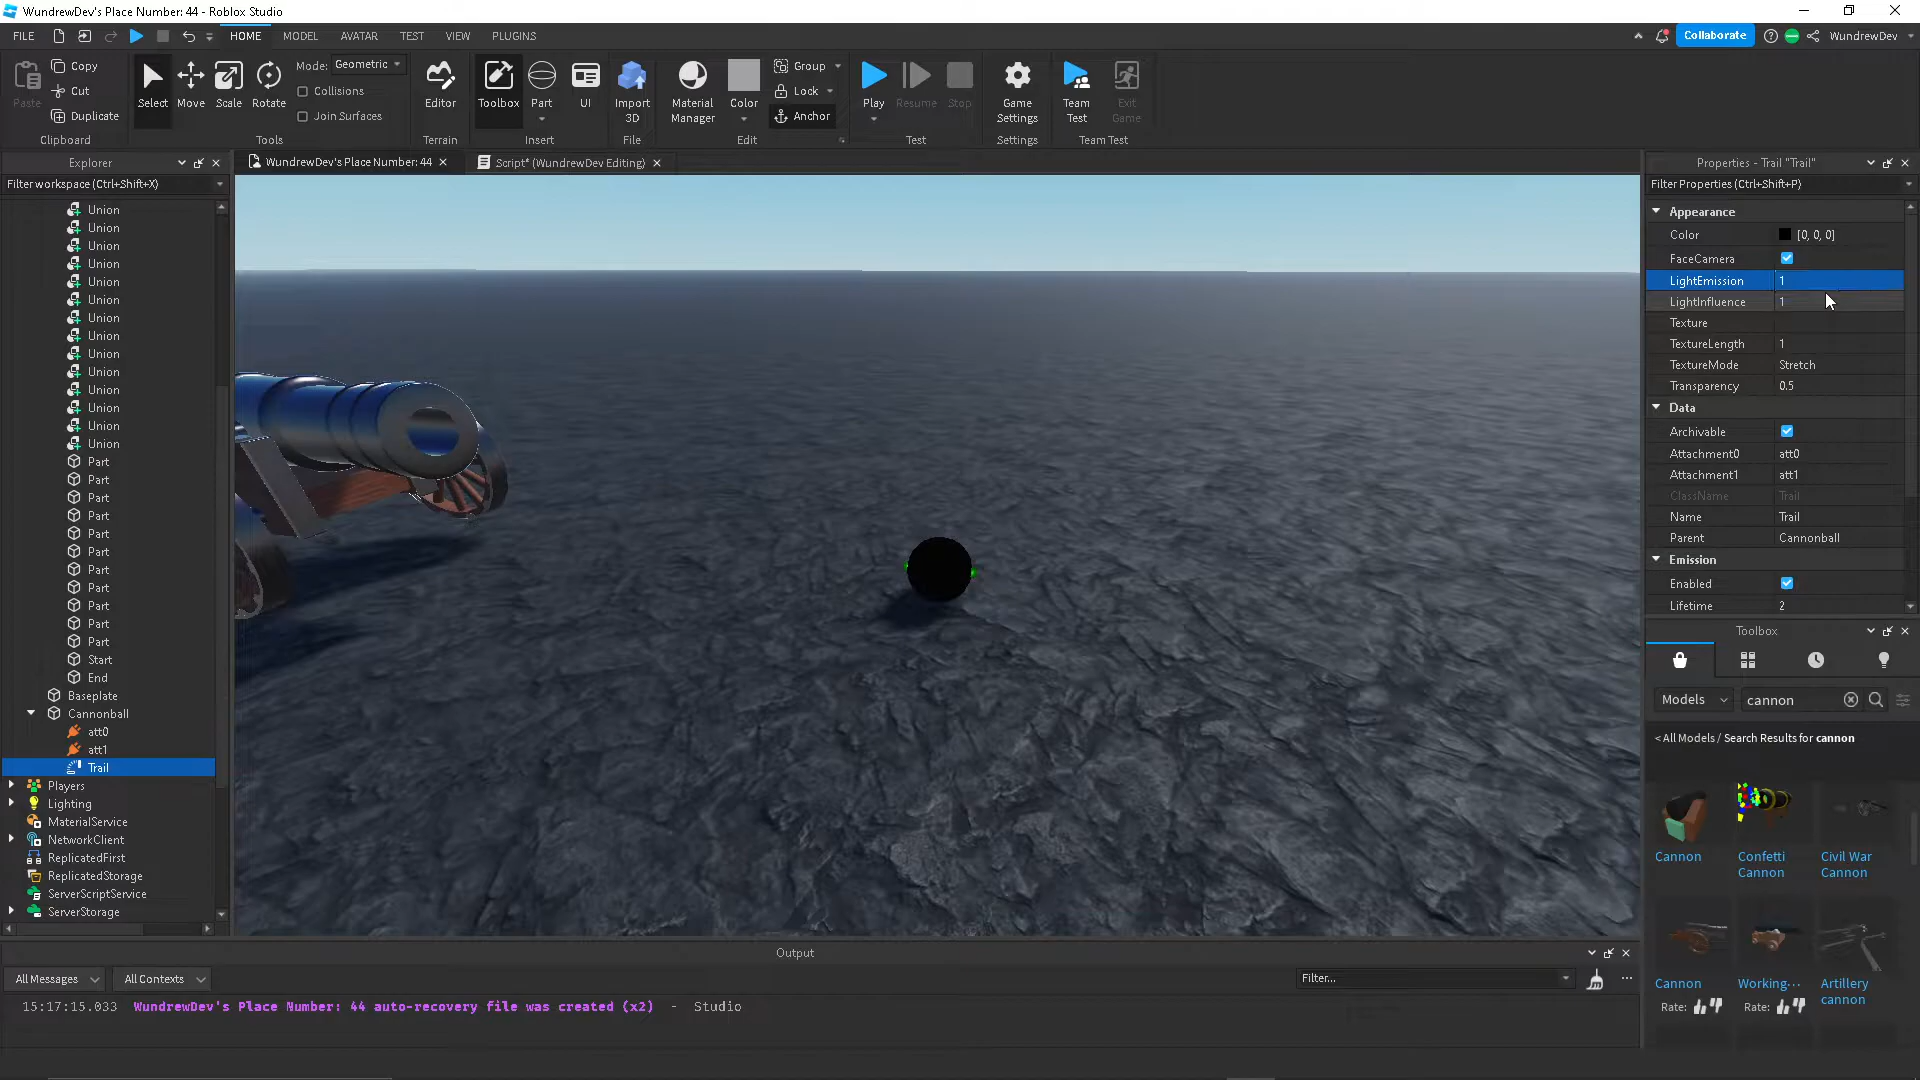 WundrewDev's Place Number: 44 - Roblox Studio
FILE HOME MODEL AVATAR TEST VIEW PLUGINS Collaborate WundrewDev
Paste Copy Cut Duplicate Clipboard
Select Move Scale Rotate Mode: Geometric Collisions Join Surfaces Tools
Editor Terrain
Toolbox Part UI Insert
Import 3D File
Material Manager Color Group Lock Anchor Edit
Play Resume Stop Test
Game Settings Settings
Team Test Exit Game Team Test
Explorer
Filter workspace (Ctrl+Shift+X)
Union
Union
Union
Union
Union
Union
Union
Union
Union
Union
Union
Union
Union
Union
Part
Part
Part
Part
Part
Part
Part
Part
Part
Part
Part
Start
End
Baseplate
Cannonball
att0
att1
Trail
Players
Lighting
MaterialService
NetworkClient
ReplicatedFirst
ReplicatedStorage
ServerScriptService
ServerStorage
WundrewDev's Place Number: 44 Script* (WundrewDev Editing)
Properties - Trail "Trail"
Filter Properties (Ctrl+Shift+P)
Appearance
Color [0, 0, 0]
FaceCamera
LightEmission 1
LightInfluence 1
Texture
TextureLength 1
TextureMode Stretch
Transparency 0.5
Data
Archivable
Attachment0 att0
Attachment1 att1
ClassName Trail
Name Trail
Parent Cannonball
Emission
Enabled
Lifetime 2
Toolbox
Models cannon
< All Models / Search Results for cannon
Cannon Confetti Cannon Civil War Cannon
Cannon Working... Artillery cannon
Rate: Rate:
Output
All Messages All Contexts Filter...
15:17:15.033 WundrewDev's Place Number: 44 auto-recovery file was created (x2) - Studio